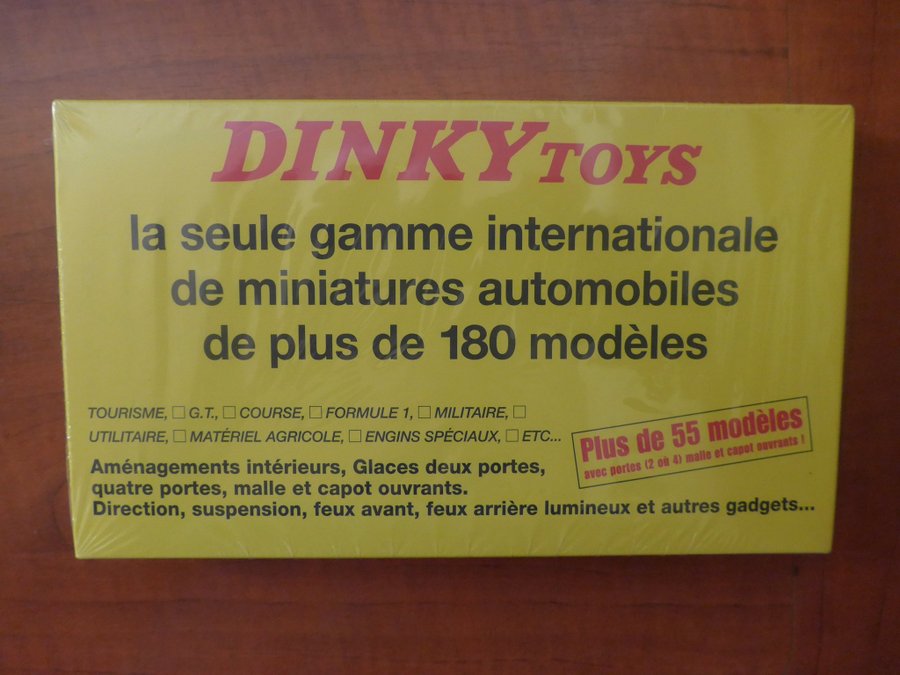 DINKY TOYS
la seule gamme internationale
de miniatures automobiles
de plus de 180 modèles
TOURISME, ☐ G.T., ☐ COURSE, ☐ FORMULE 1, ☐ MILITAIRE, ☐
UTILITAIRE, ☐ MATÉRIEL AGRICOLE, ☐ ENGINS SPÉCIAUX, ☐ ETC...
Plus de 55 modèles
avec portes (2 où 4) malle et capot ouvrants !
Aménagements intérieurs, Glaces deux portes,
quatre portes, malle et capot ouvrants.
Direction, suspension, feux avant, feux arrière lumineux et autres gadgets...